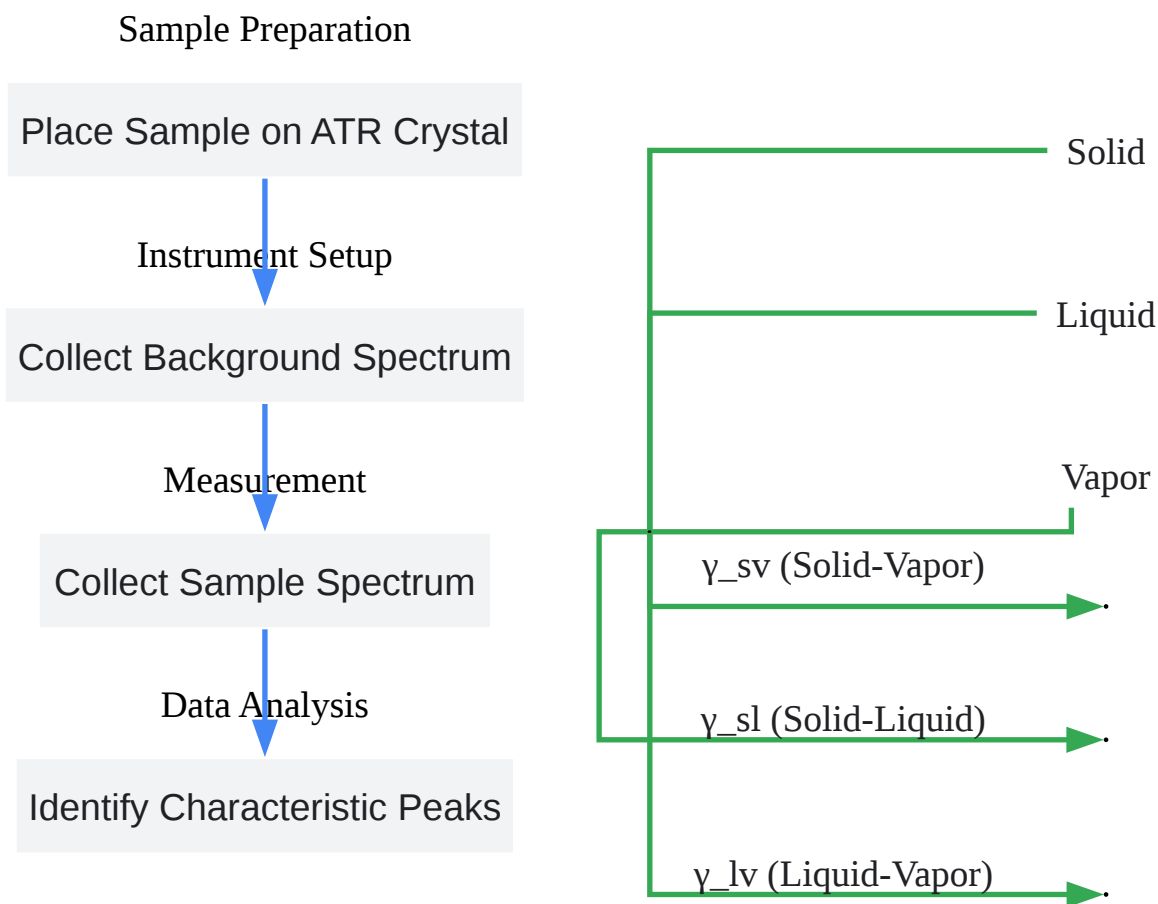 Sample Preparation
Place Sample on ATR Crystal
Instrument Setup
Collect Background Spectrum
Measurement
Collect Sample Spectrum
Data Analysis
Identify Characteristic Peaks
Solid
Liquid
Vapor
γ_sv (Solid-Vapor)
γ_sl (Solid-Liquid)
γ_lv (Liquid-Vapor)